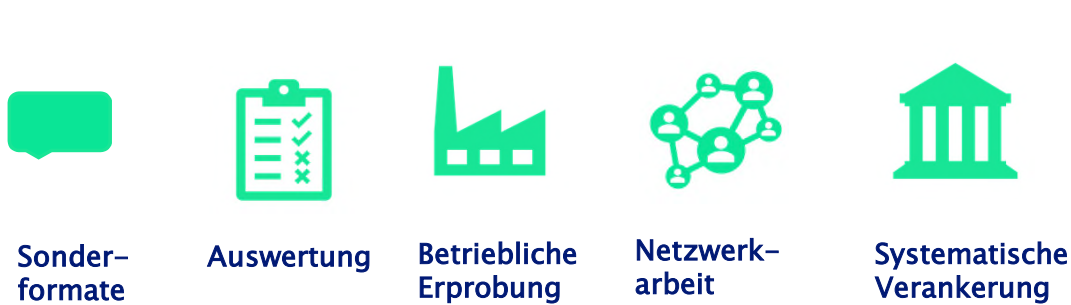 Sonder-
formate
Auswertung
Betriebliche
Erprobung
Netzwerk-
arbeit
Systematische
Verankerung